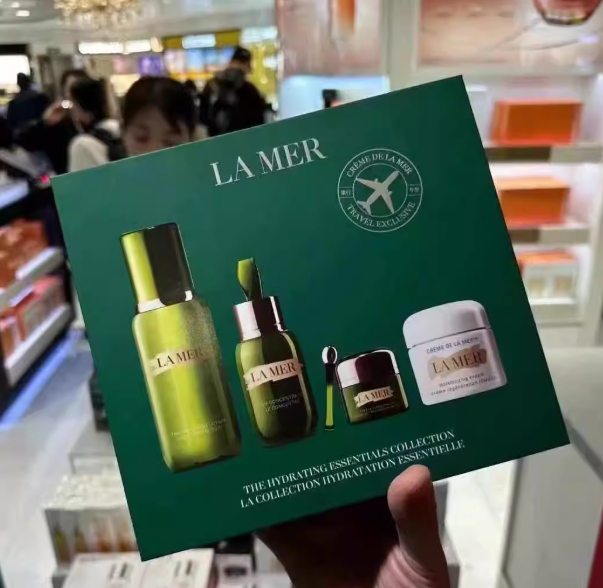 LA MER
CRÈME DE LA MER
TRAVEL EXCLUSIVE
LA MER
LA MER
LA MER
CRÈME DE LA MER
LA MER
THE HYDRATING ESSENTIALS COLLECTION
LA COLLECTION HYDRATATION ESSENTIELLE